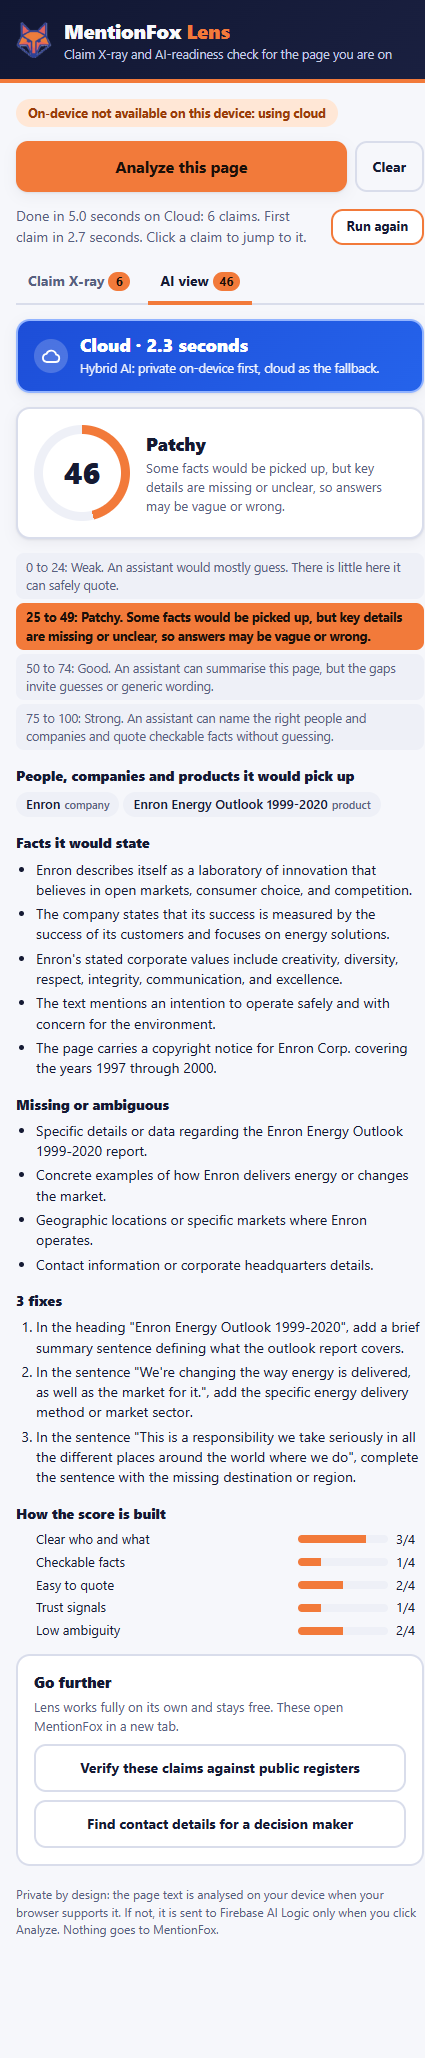 MentionFox Lens
Claim X-ray and AI-readiness check for the page you are on
On-device not available on this device: using cloud
Analyze this page
Clear
Done in 5.0 seconds on Cloud: 6 claims. First
claim in 2.7 seconds. Click a claim to jump to it.
Run again
Claim X-ray 6
AI view 46
Cloud · 2.3 seconds
Hybrid AI: private on-device first, cloud as the fallback.
46
Patchy
Some facts would be picked up, but key
details are missing or unclear, so answers
may be vague or wrong.
0 to 24: Weak. An assistant would mostly guess. There is little here it
can safely quote.
25 to 49: Patchy. Some facts would be picked up, but key details
are missing or unclear, so answers may be vague or wrong.
50 to 74: Good. An assistant can summarise this page, but the gaps
invite guesses or generic wording.
75 to 100: Strong. An assistant can name the right people and
companies and quote checkable facts without guessing.
People, companies and products it would pick up
Enron company
Enron Energy Outlook 1999-2020 product
Facts it would state
• Enron describes itself as a laboratory of innovation that
believes in open markets, consumer choice, and competition.
• The company states that its success is measured by the
success of its customers and focuses on energy solutions.
• Enron's stated corporate values include creativity, diversity,
respect, integrity, communication, and excellence.
• The text mentions an intention to operate safely and with
concern for the environment.
• The page carries a copyright notice for Enron Corp. covering
the years 1997 through 2000.
Missing or ambiguous
• Specific details or data regarding the Enron Energy Outlook
1999-2020 report.
• Concrete examples of how Enron delivers energy or changes
the market.
• Geographic locations or specific markets where Enron
operates.
• Contact information or corporate headquarters details.
3 fixes
1. In the heading "Enron Energy Outlook 1999-2020", add a brief
summary sentence defining what the outlook report covers.
2. In the sentence "We're changing the way energy is delivered,
as well as the market for it.", add the specific energy delivery
method or market sector.
3. In the sentence "This is a responsibility we take seriously in all
the different places around the world where we do", complete
the sentence with the missing destination or region.
How the score is built
Clear who and what 3/4
Checkable facts 1/4
Easy to quote 2/4
Trust signals 1/4
Low ambiguity 2/4
Go further
Lens works fully on its own and stays free. These open
MentionFox in a new tab.
Verify these claims against public registers
Find contact details for a decision maker
Private by design: the page text is analysed on your device when your
browser supports it. If not, it is sent to Firebase AI Logic only when you click
Analyze. Nothing goes to MentionFox.